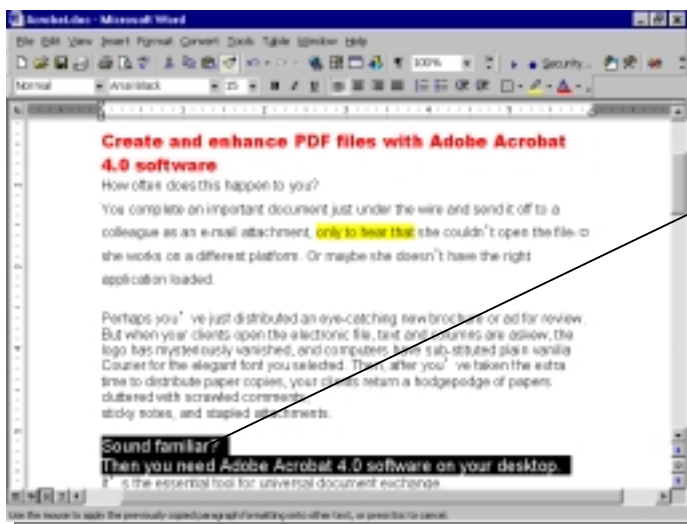 Acrobat.doc - Microsoft Word
File Edit View Insert Format Convert Tools Table Window Help
100% Security...
Normal Arial Black 15 B I U
Create and enhance PDF files with Adobe Acrobat
4.0 software
How often does this happen to you?
You complete an important document just under the wire and send it off to a
colleague as an e-mail attachment, only to hear that she couldn't open the file
she works on a different platform. Or maybe she doesn't have the right
application loaded.
Perhaps you've just distributed an eye-catching new brochure or ad for review.
But when your clients open the electronic file, text and columns are askew, the
logo has mysteriously vanished, and computers have sub-stituted plain vanilla
Courier for the elegant font you selected. Then, after you've taken the extra
time to distribute paper copies, your clients return a hodgepodge of papers
cluttered with scrawled comments,
sticky notes, and stapled attachments.
Sound familiar?
Then you need Adobe Acrobat 4.0 software on your desktop.
It's the essential tool for universal document exchange
Use the mouse to apply the previously copied paragraph formatting onto other text, or press Esc to cancel.